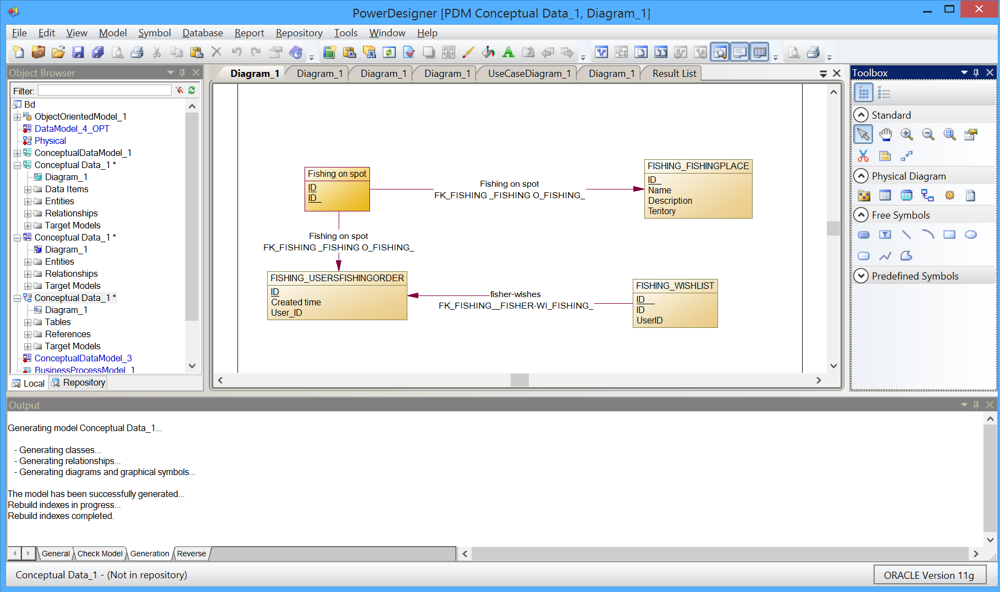 PowerDesigner [PDM Conceptual Data_1, Diagram_1]
File Edit View Model Symbol Database Report Repository Tools Window Help
Object Browser
Filter:
Bd
ObjectOrientedModel_1
DataModel_4_OPT
Physical
ConceptualDataModel_1
Conceptual Data_1 *
Diagram_1
Data Items
Entities
Relationships
Target Models
Conceptual Data_1 *
Diagram_1
Entities
Relationships
Target Models
Conceptual Data_1 *
Diagram_1
Tables
References
Target Models
ConceptualDataModel_3
BusinessProcessModel_1
Local Repository
Diagram_1 Diagram_1 Diagram_1 Diagram_1 UseCaseDiagram_1 Diagram_1 Result List
Fishing on spot
ID
ID_
Fishing on spot
FK_FISHING _FISHING O_FISHING_
FISHING_FISHINGPLACE
ID_
Name
Description
Teritory
Fishing on spot
FK_FISHING _FISHING O_FISHING_
FISHING_USERSFISHINGORDER
ID
Created time
User_ID
fisher-wishes
FK_FISHING__FISHER-WI_FISHING_
FISHING_WISHLIST
ID__
ID
UserID
Toolbox
Standard
Physical Diagram
Free Symbols
Predefined Symbols
Output
Generating model Conceptual Data_1...
- Generating classes...
- Generating relationships...
- Generating diagrams and graphical symbols...
The model has been successfully generated...
Rebuild indexes in progress...
Rebuild indexes completed.
General Check Model Generation Reverse
Conceptual Data_1 - (Not in repository)
ORACLE Version 11g